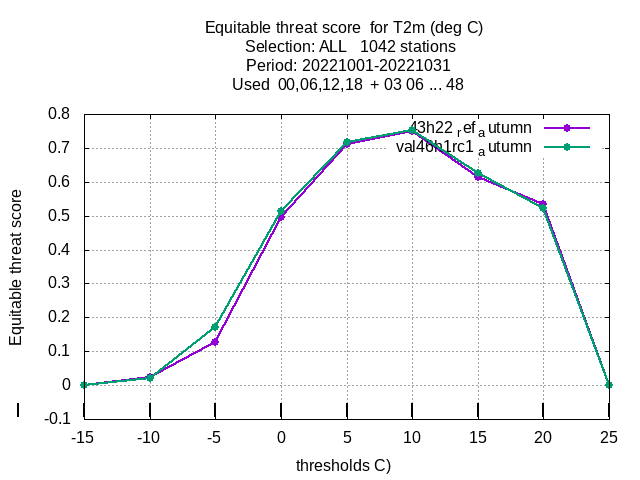 Equitable threat score for T2m (deg C)
Selection: ALL 1042 stations
Period: 20221001-20221031
Used 00,06,12,18 + 03 06 ... 48
43h22refautumn
val46h1rc1autumn
0.8
0.7
0.6
0.5
0.4
0.3
0.2
0.1
0
-0.1
Equitable threat score
-15 -10 -5 0 5 10 15 20 25
thresholds C)